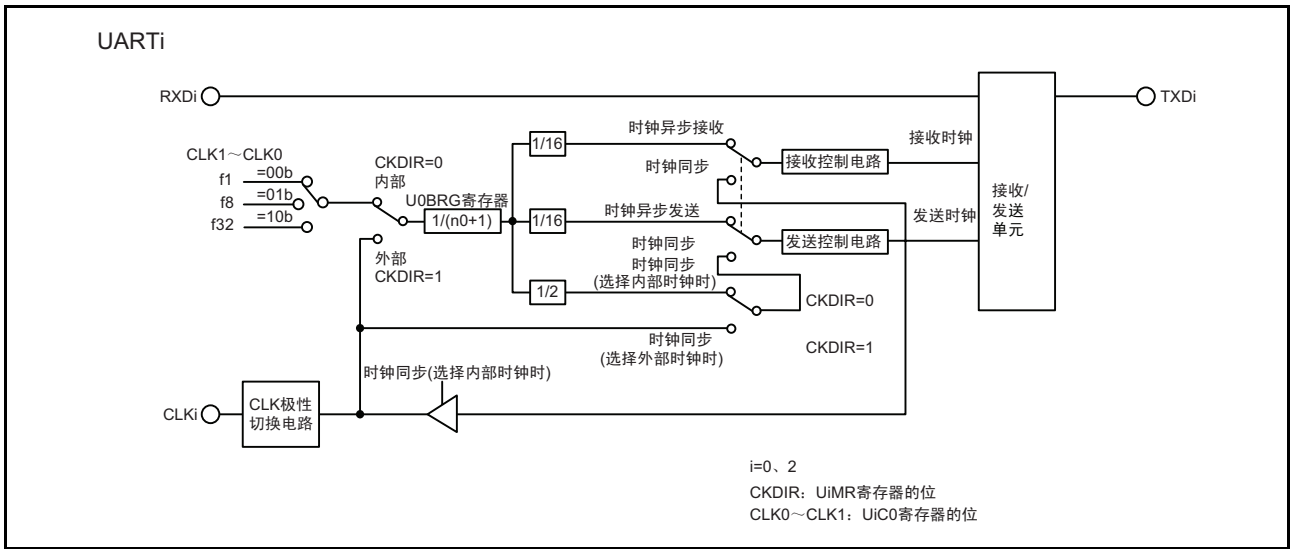 UARTi
RXDi
TXDi
CLK1～CLK0
f1
=00b
f8
=01b
f32
=10b
CKDIR=0
内部
外部
CKDIR=1
U0BRG寄存器
1/(n0+1)
1/16
时钟异步接收
时钟同步
接收控制电路
接收时钟
1/16
时钟异步发送
时钟同步
发送控制电路
发送时钟
接收/
发送
单元
时钟同步
(选择内部时钟时)
1/2
CKDIR=0
时钟同步
(选择外部时钟时)
CKDIR=1
时钟同步(选择内部时钟时)
CLKi
CLK极性
切换电路
i=0、2
CKDIR：UiMR寄存器的位
CLK0～CLK1：UiC0寄存器的位